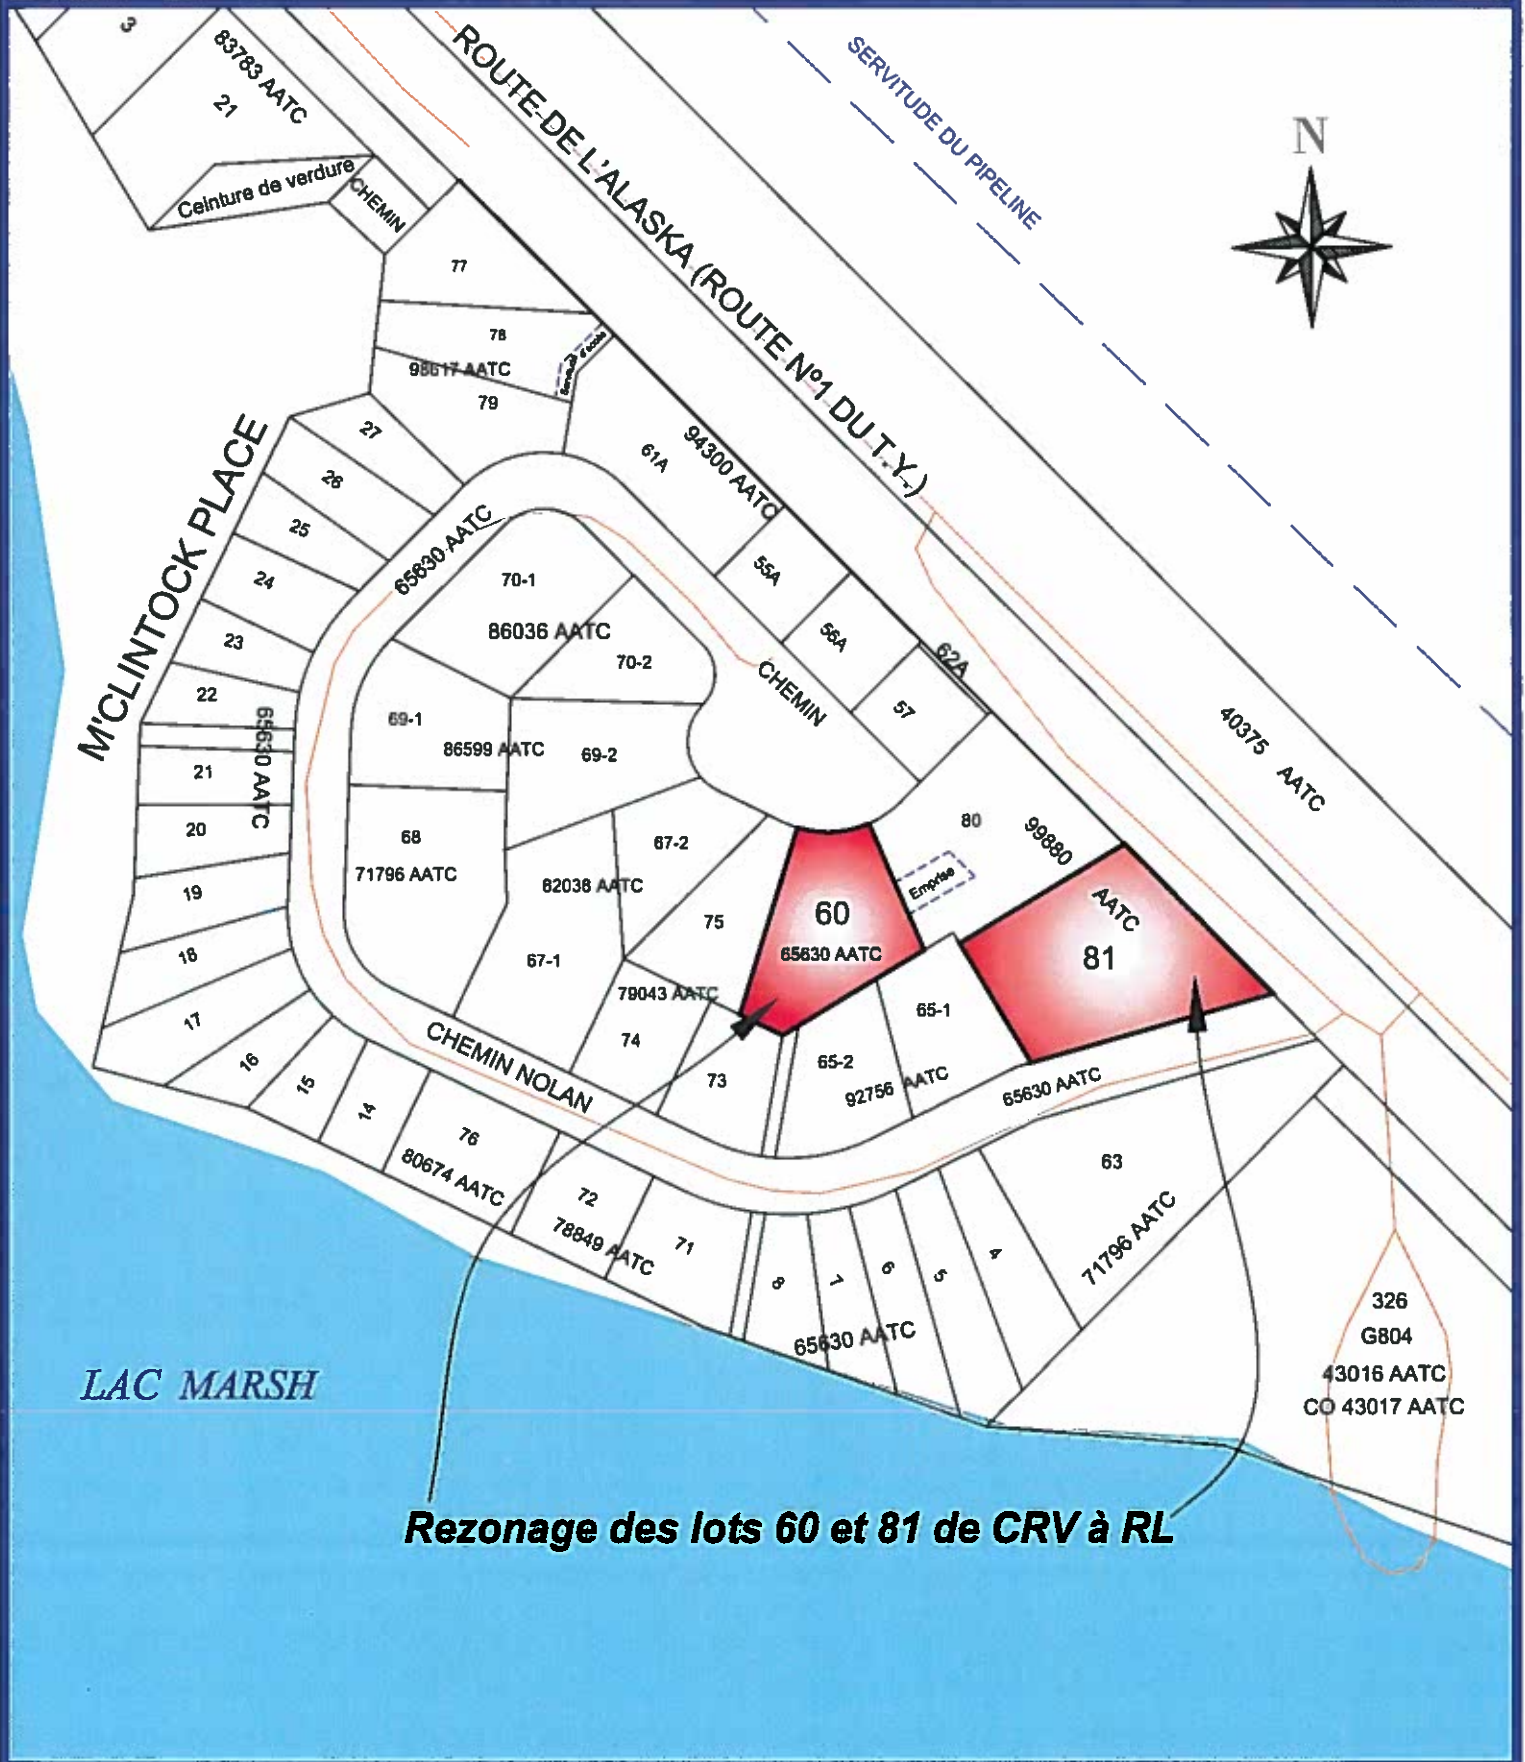 3
83783 AATC
21
Ceinture de verdure
CHEMIN
ROUTE DE L'ALASKA (ROUTE Nº1 DU T.Y.)
SERVITUDE DU PIPELINE
N
77
78
98617 AATC
79
Servitude d'accès
27
26
25
24
23
22
21
20
19
18
17
16
15
14
M'CLINTOCK PLACE
65630 AATC
65630 AATC
61A
94300 AATC
55A
56A
57
62A
40375 AATC
70-1
86036 AATC
70-2
CHEMIN
69-1
86599 AATC
69-2
68
71796 AATC
67-2
82038 AATC
67-1
75
79043 AATC
74
73
60
65630 AATC
80
99880
AATC
Emprise
81
65-1
65-2
92756 AATC
65630 AATC
CHEMIN NOLAN
76
80674 AATC
72
78849 AATC
71
8
7
6
5
4
65630 AATC
63
71796 AATC
326
G804
43016 AATC
CO 43017 AATC
LAC MARSH
Rezonage des lots 60 et 81 de CRV à RL